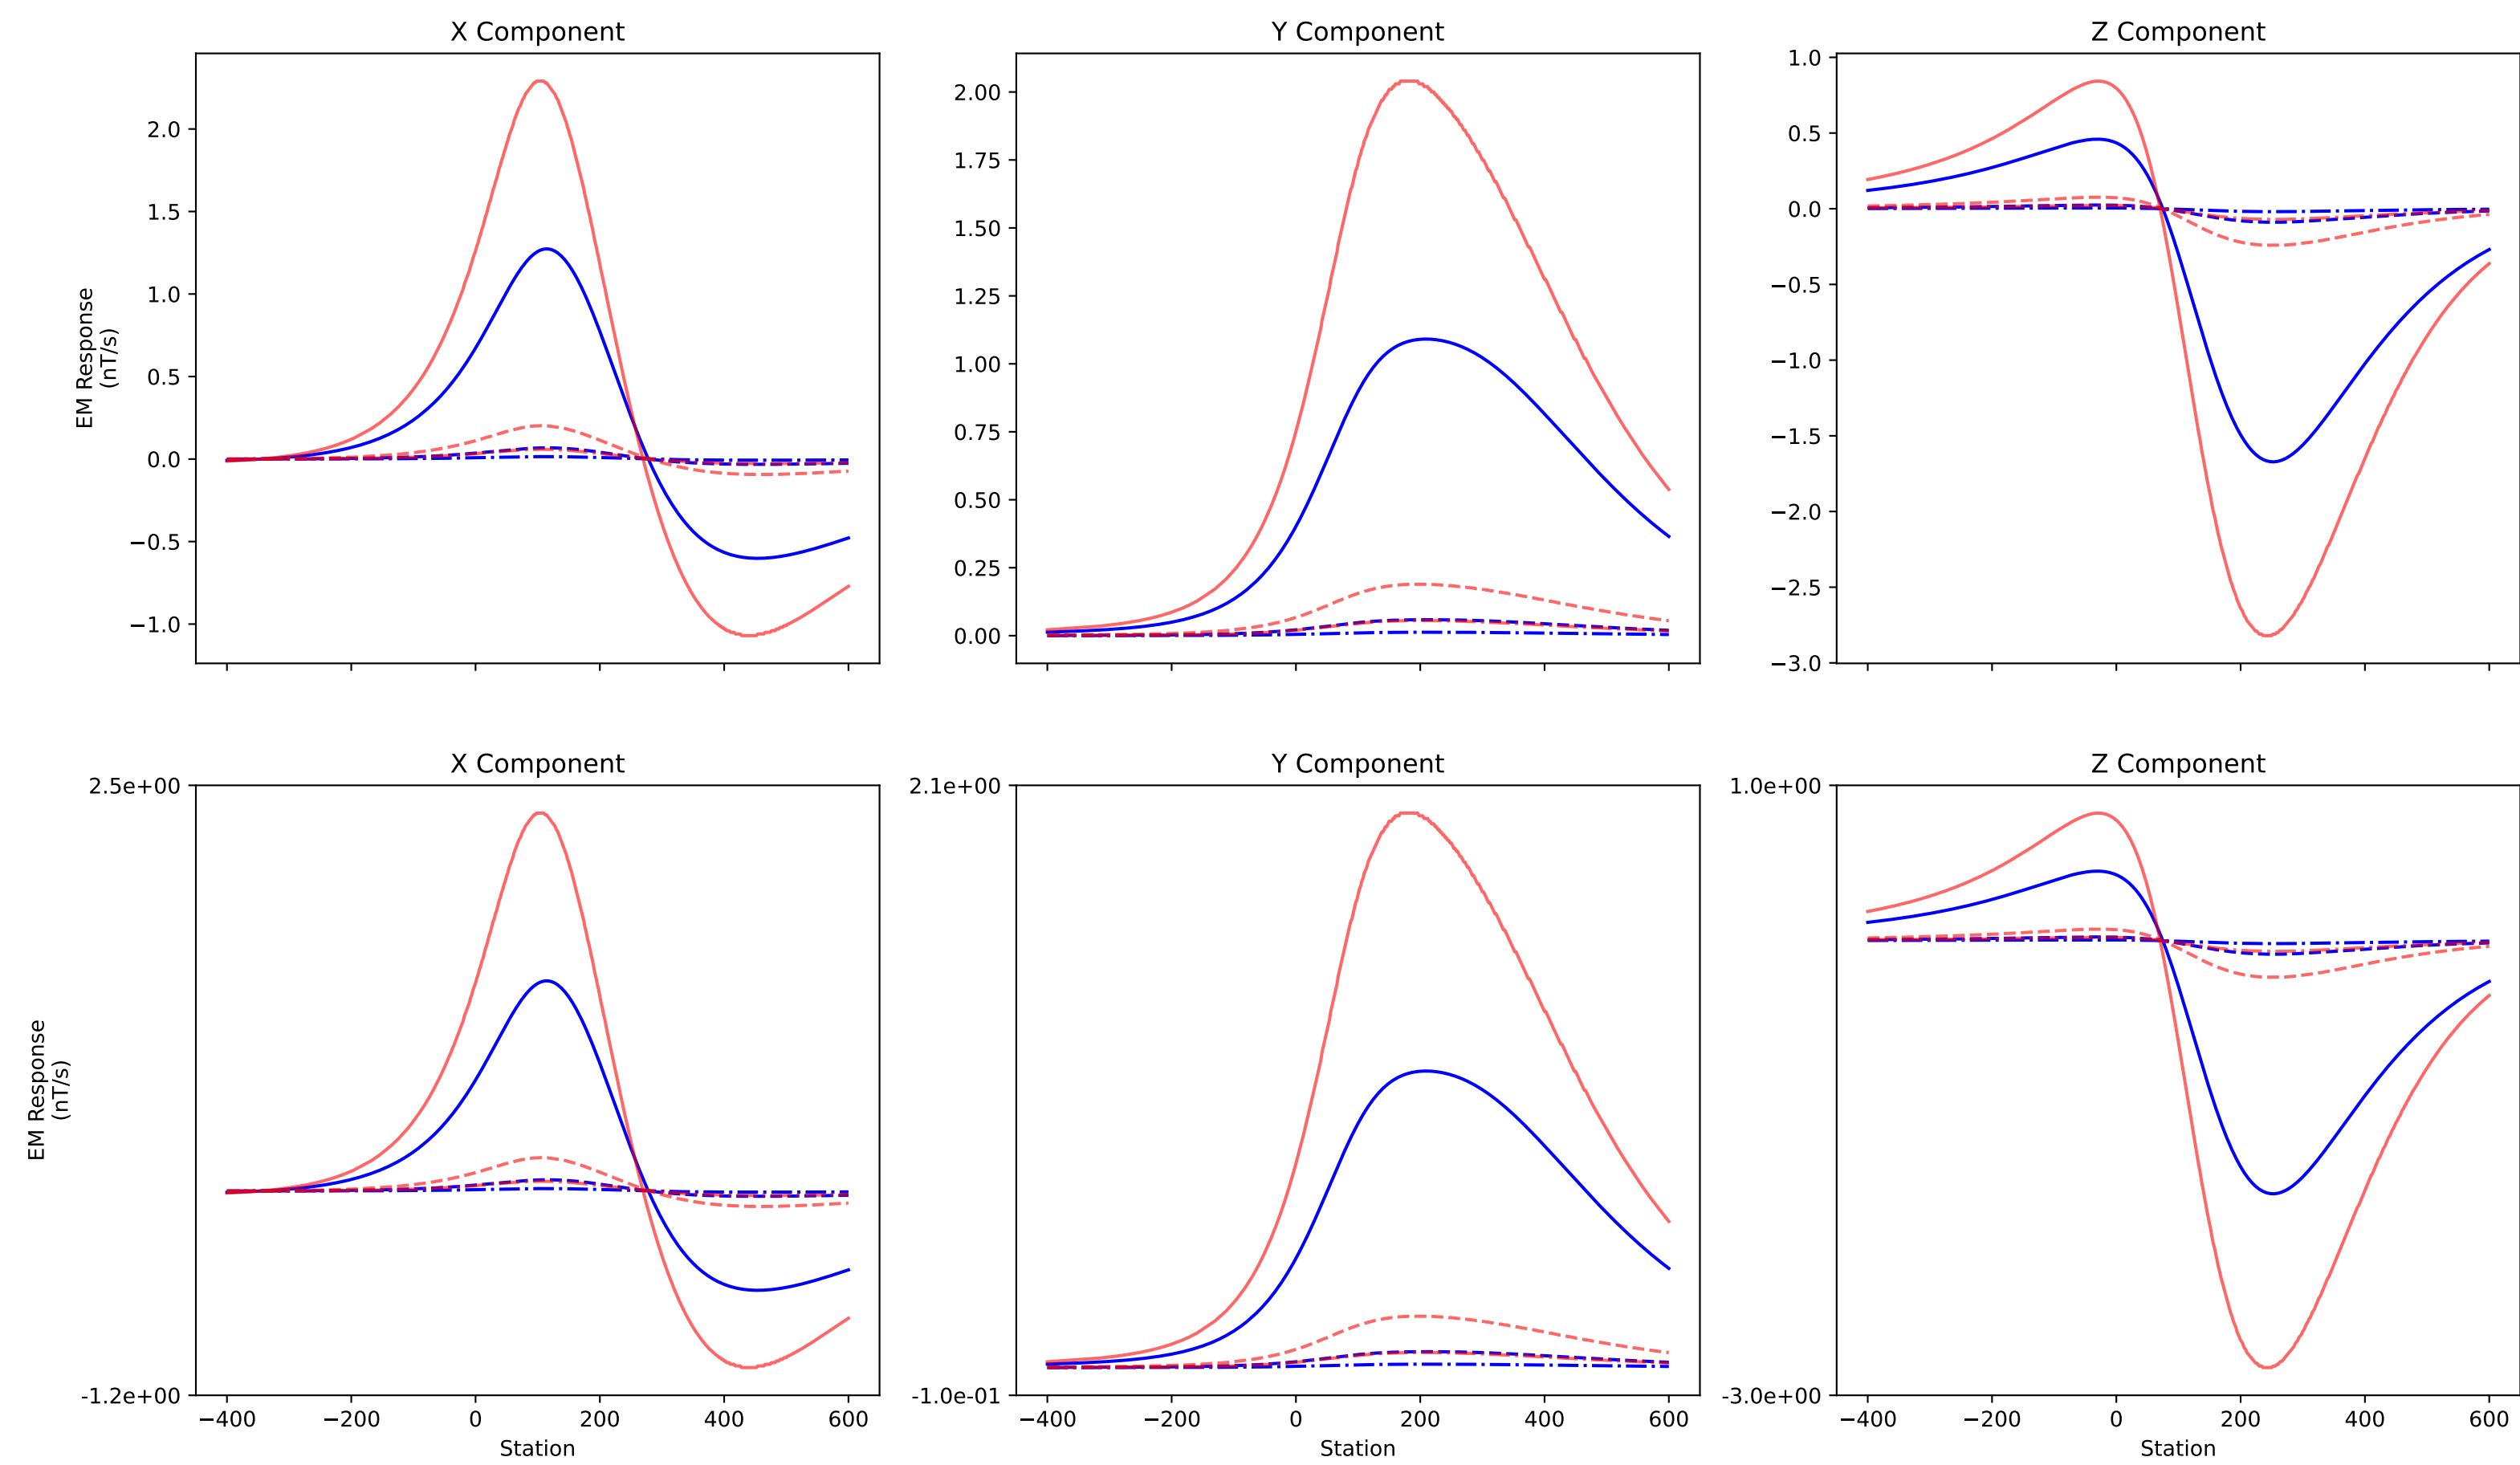 X Component
Y Component
Z Component
EM Response
(nT/s)
2.0
1.5
1.0
0.5
0.0
−0.5
−1.0
2.00
1.75
1.50
1.25
1.00
0.75
0.50
0.25
0.00
1.0
0.5
0.0
−0.5
−1.0
−1.5
−2.0
−2.5
−3.0
X Component
Y Component
Z Component
EM Response
(nT/s)
2.5e+00
-1.2e+00
2.1e+00
-1.0e-01
1.0e+00
-3.0e+00
−400 −200 0 200 400 600
−400 −200 0 200 400 600
−400 −200 0 200 400 600
Station
Station
Station